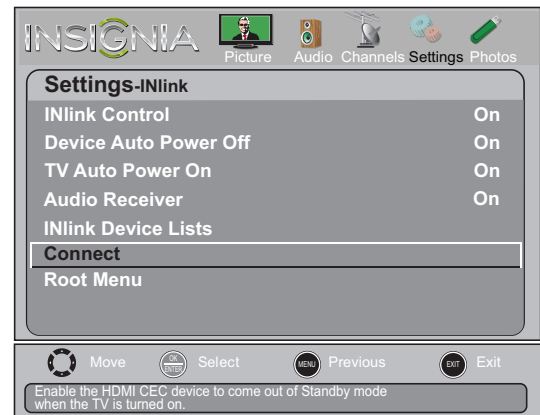 INSIGNIA
Picture Audio Channels Settings Photos
Settings-INlink
INlink Control On
Device Auto Power Off On
TV Auto Power On On
Audio Receiver On
INlink Device Lists
Connect
Root Menu
Move OK ENTER Select MENU Previous EXIT Exit
Enable the HDMI CEC device to come out of Standby mode
when the TV is turned on.